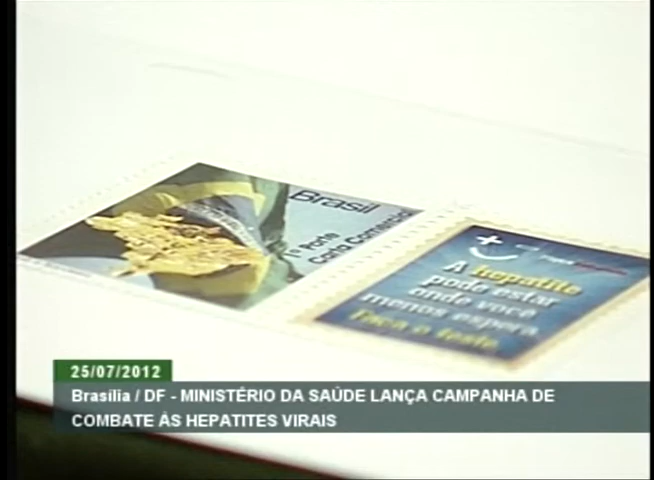 Brasil
1º Porte
Carta Comercial
A hepatite
pode estar
onde você
menos espera.
Faça o teste.
25/07/2012
Brasília / DF - MINISTÉRIO DA SAÚDE LANÇA CAMPANHA DE
COMBATE ÀS HEPATITES VIRAIS